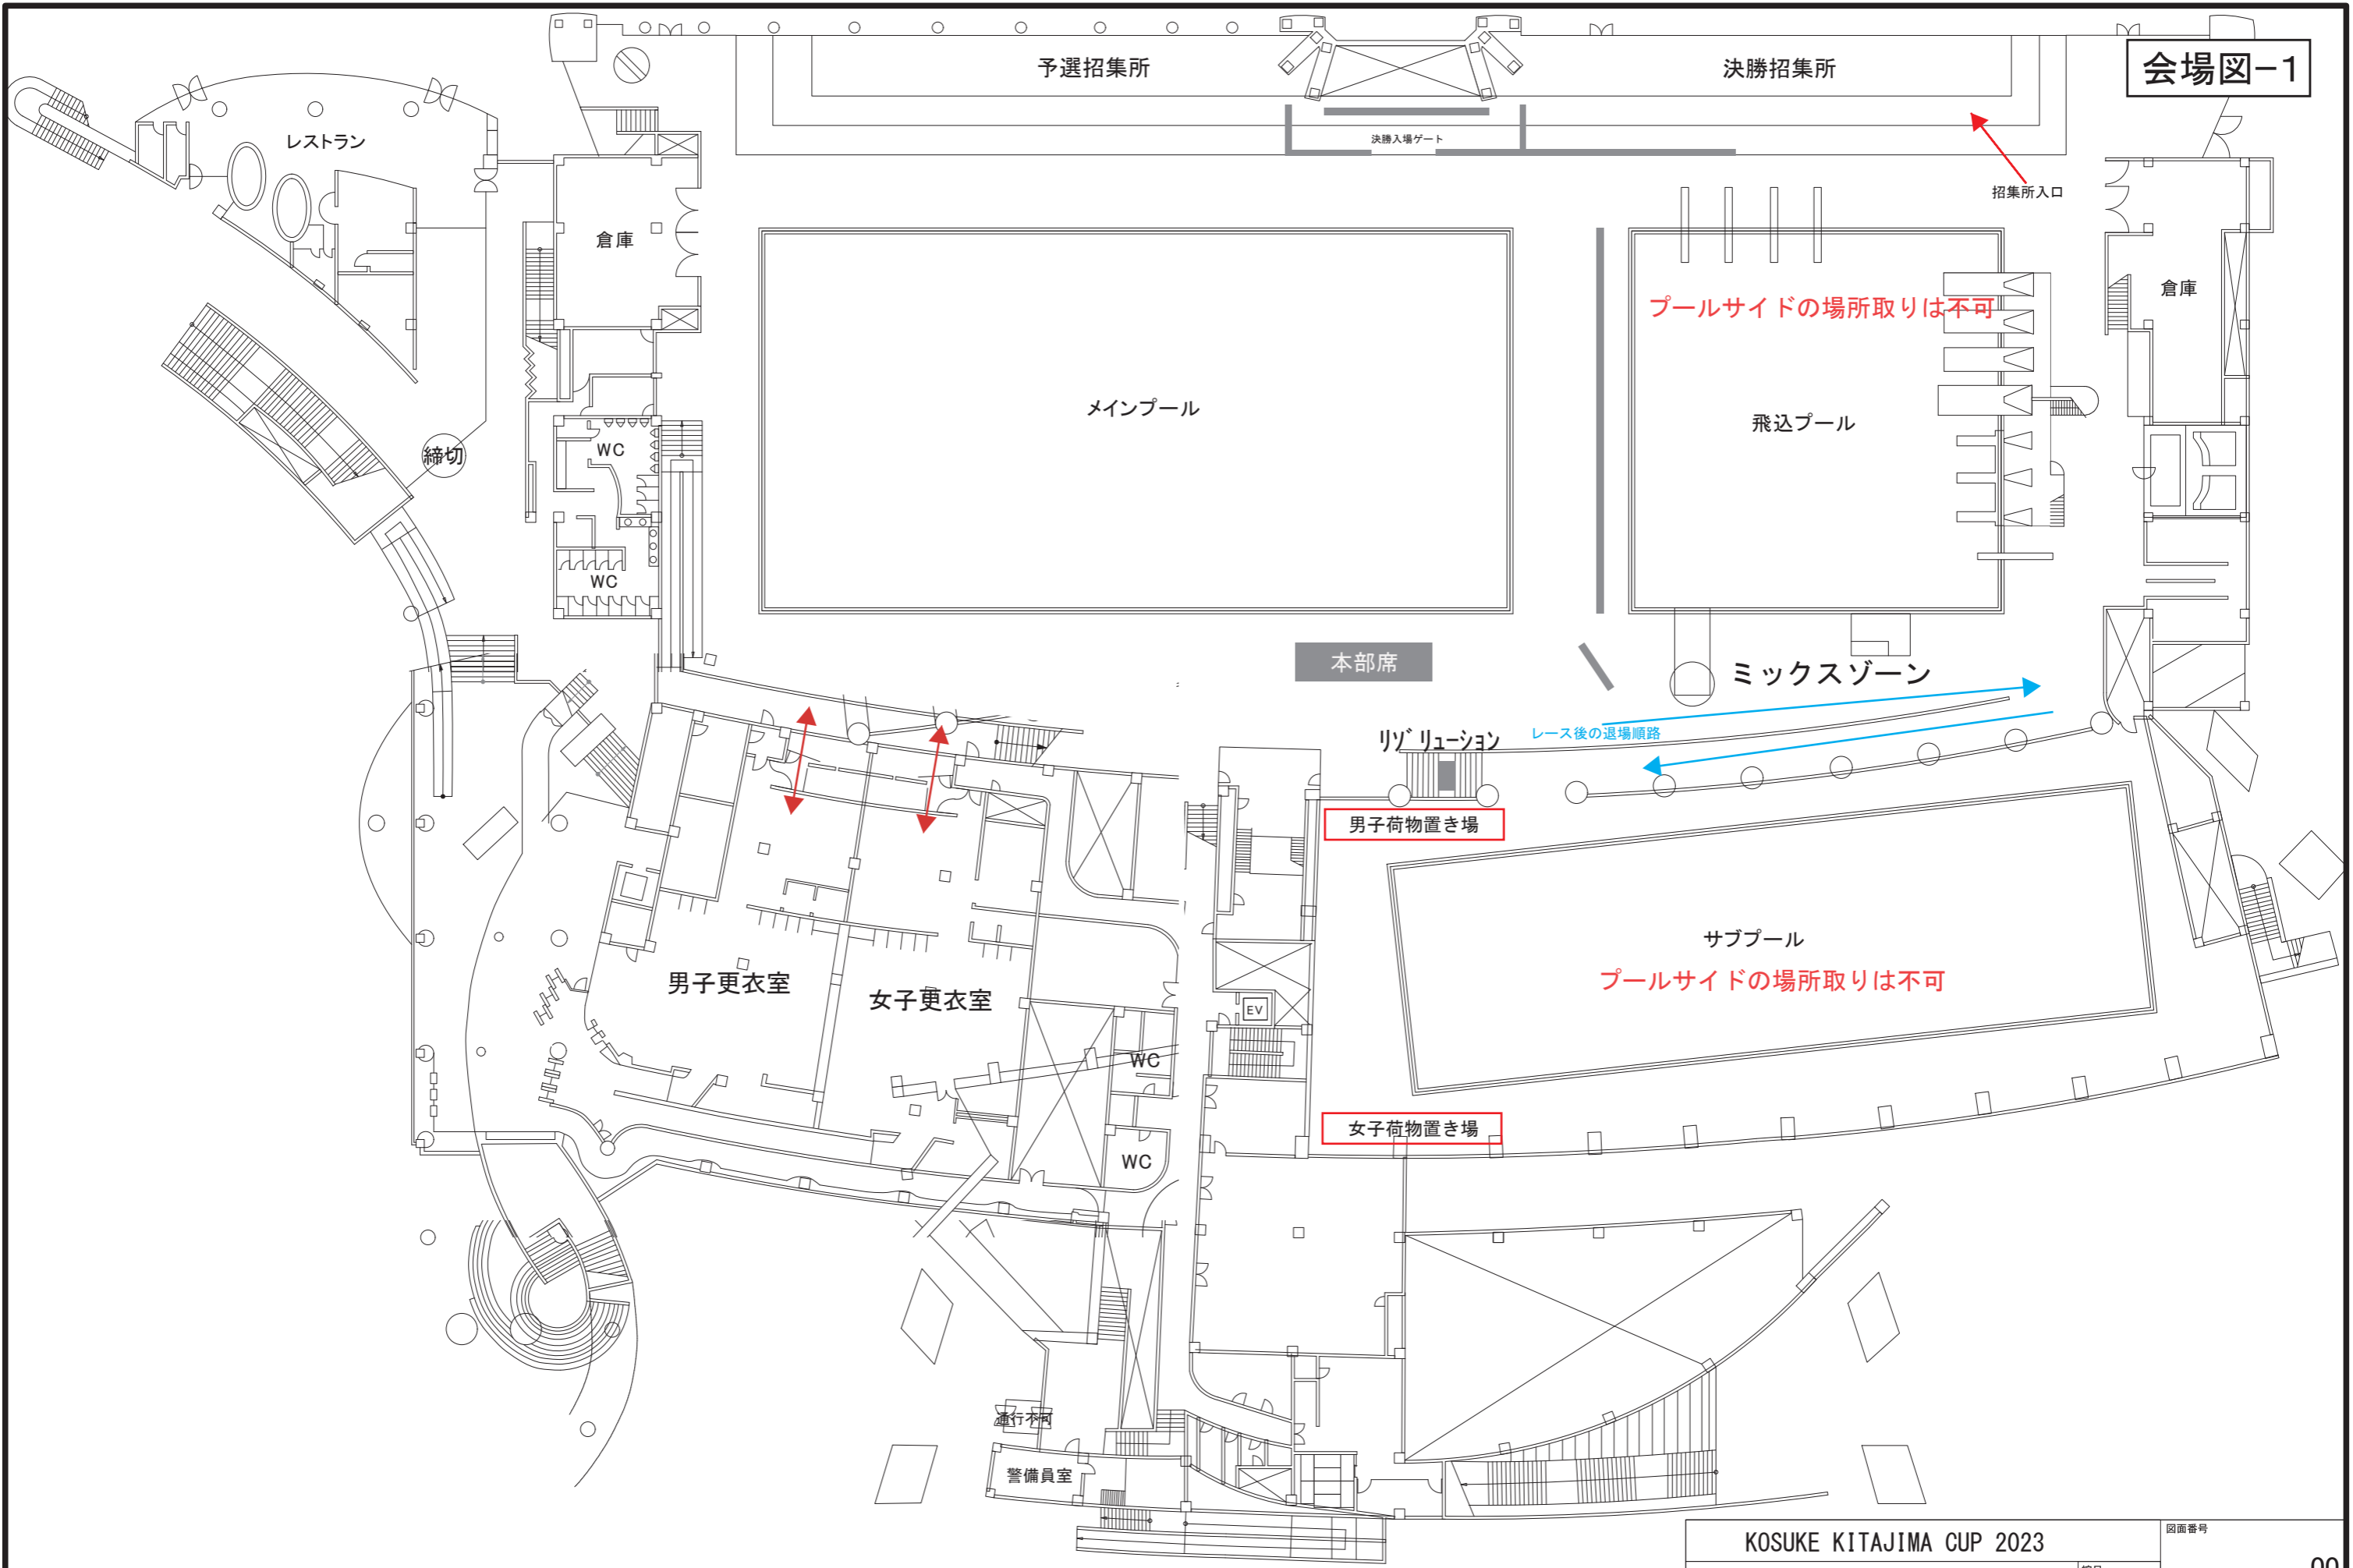 会場図-1
予選招集所
決勝招集所
決勝入場ゲート
招集所入口
レストラン
倉庫
倉庫
プールサイドの場所取りは不可
メインプール
飛込プール
締切
WC
WC
本部席
ミックスゾーン
リゾリューション
レース後の退場順路
男子荷物置き場
サブプール
プールサイドの場所取りは不可
男子更衣室
女子更衣室
EV
WC
女子荷物置き場
WC
通行不可
警備員室
KOSUKE KITAJIMA CUP 2023
図面番号
00